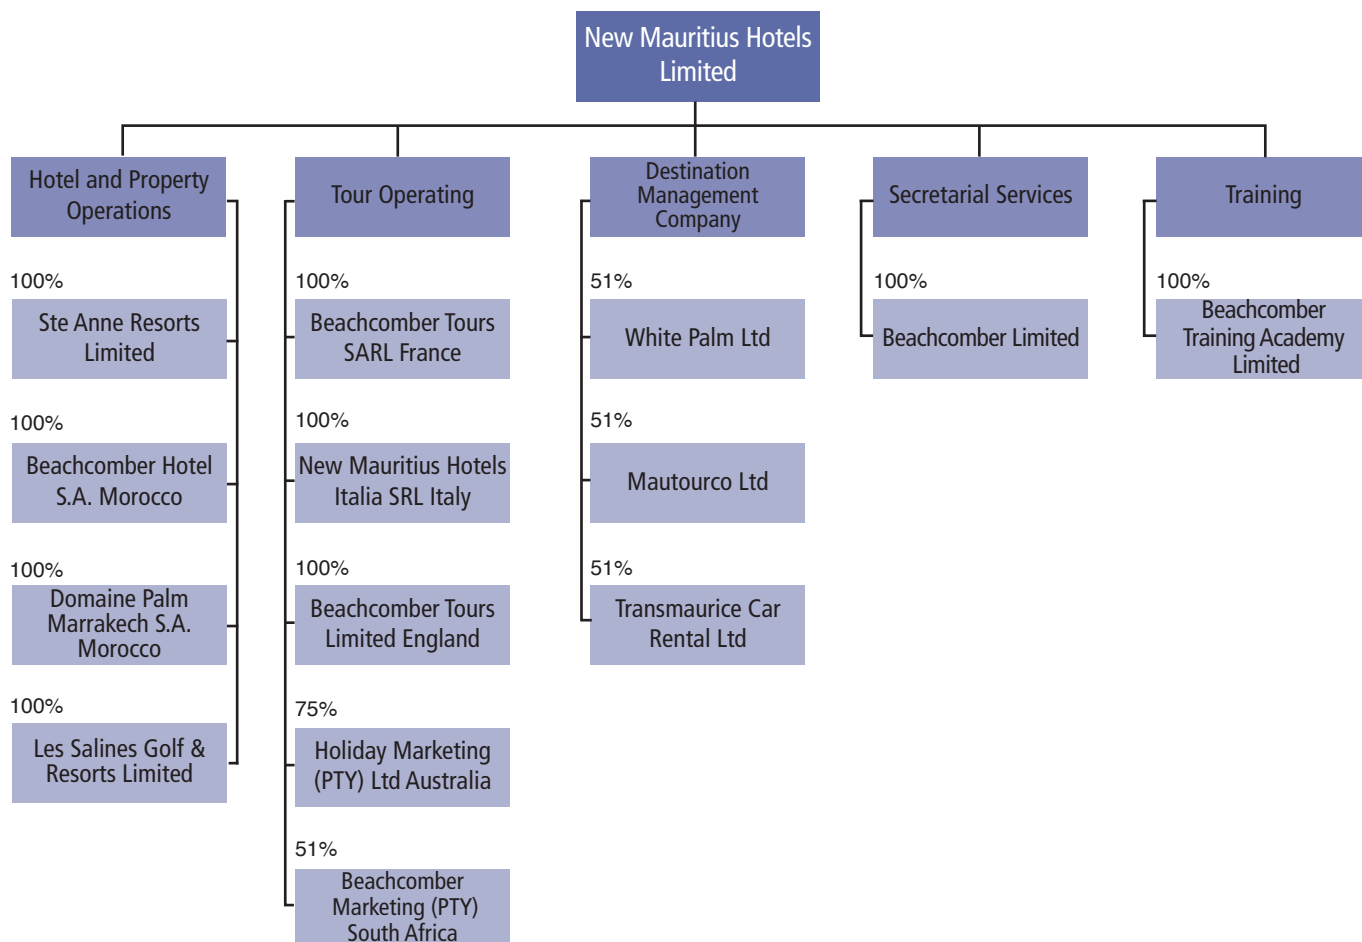 New Mauritius Hotels
Limited
Hotel and Property
Operations
Tour Operating
Destination
Management
Company
Secretarial Services
Training
100%
Ste Anne Resorts
Limited
100%
Beachcomber Hotel
S.A. Morocco
100%
Domaine Palm
Marrakech S.A.
Morocco
100%
Les Salines Golf &
Resorts Limited
100%
Beachcomber Tours
SARL France
100%
New Mauritius Hotels
Italia SRL Italy
100%
Beachcomber Tours
Limited England
75%
Holiday Marketing
(PTY) Ltd Australia
51%
Beachcomber
Marketing (PTY)
South Africa
51%
White Palm Ltd
51%
Mautourco Ltd
51%
Transmaurice Car
Rental Ltd
100%
Beachcomber Limited
100%
Beachcomber
Training Academy
Limited